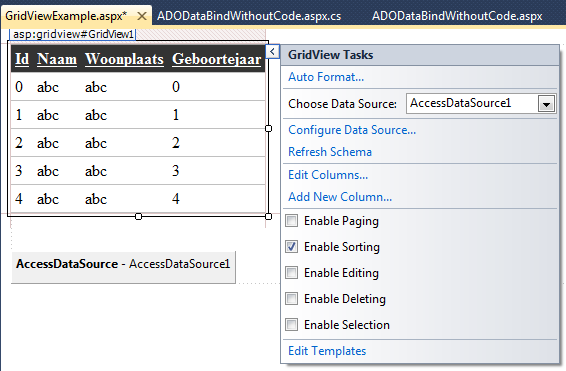 GridViewExample.aspx* ADODataBindWithoutCode.aspx.cs ADODataBindWithoutCode.aspx
asp:gridview#GridView1
Id Naam Woonplaats Geboortejaar
0 abc abc 0
1 abc abc 1
2 abc abc 2
3 abc abc 3
4 abc abc 4
AccessDataSource - AccessDataSource1
GridView Tasks
Auto Format...
Choose Data Source: AccessDataSource1
Configure Data Source...
Refresh Schema
Edit Columns...
Add New Column...
Enable Paging
Enable Sorting
Enable Editing
Enable Deleting
Enable Selection
Edit Templates